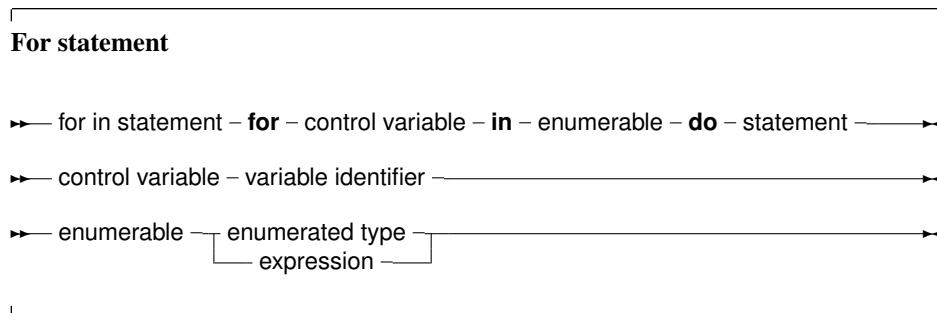 For statement
for in statement – for – control variable – in – enumerable – do – statement
control variable – variable identifier
enumerable – enumerated type
expression